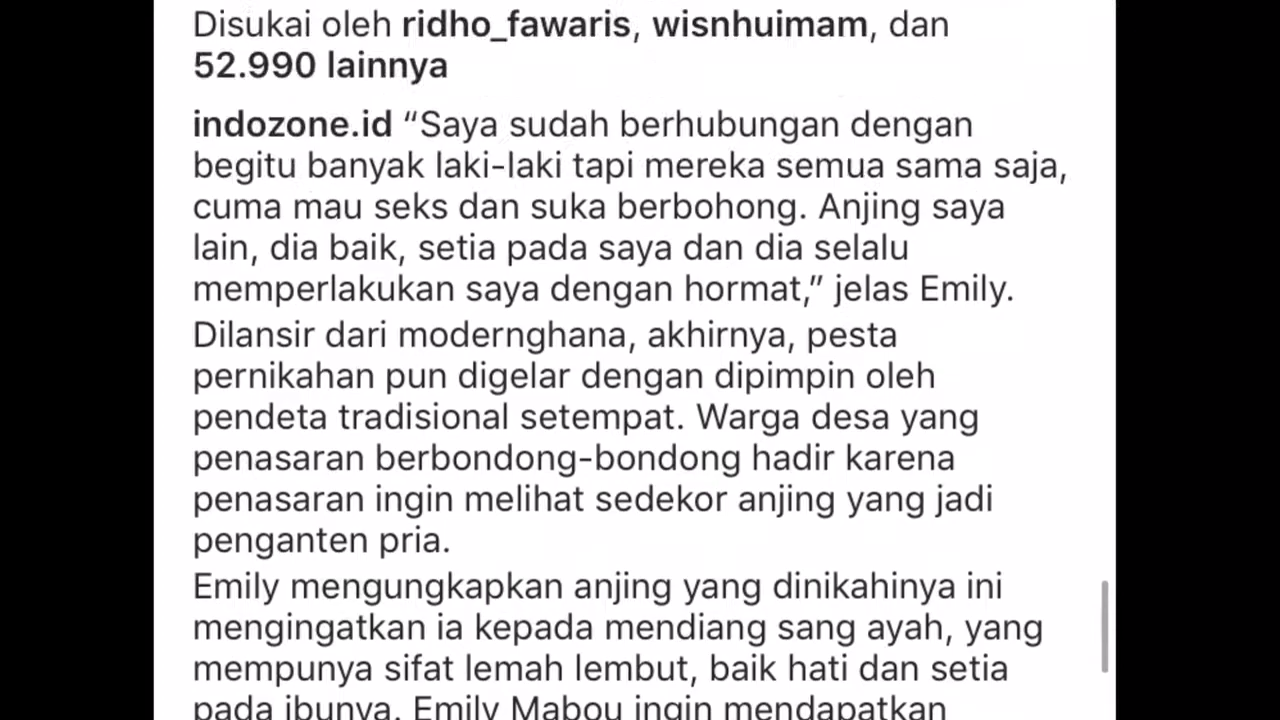 Disukai oleh ridho_fawaris, wisnhuimam, dan
52.990 lainnya
indozone.id “Saya sudah berhubungan dengan
begitu banyak laki-laki tapi mereka semua sama saja,
cuma mau seks dan suka berbohong. Anjing saya
lain, dia baik, setia pada saya dan dia selalu
memperlakukan saya dengan hormat,” jelas Emily.
Dilansir dari modernghana, akhirnya, pesta
pernikahan pun digelar dengan dipimpin oleh
pendeta tradisional setempat. Warga desa yang
penasaran berbondong-bondong hadir karena
penasaran ingin melihat sedekor anjing yang jadi
penganten pria.
Emily mengungkapkan anjing yang dinikahinya ini
mengingatkan ia kepada mendiang sang ayah, yang
mempunya sifat lemah lembut, baik hati dan setia
pada ibunya. Emily Mabou ingin mendapatkan